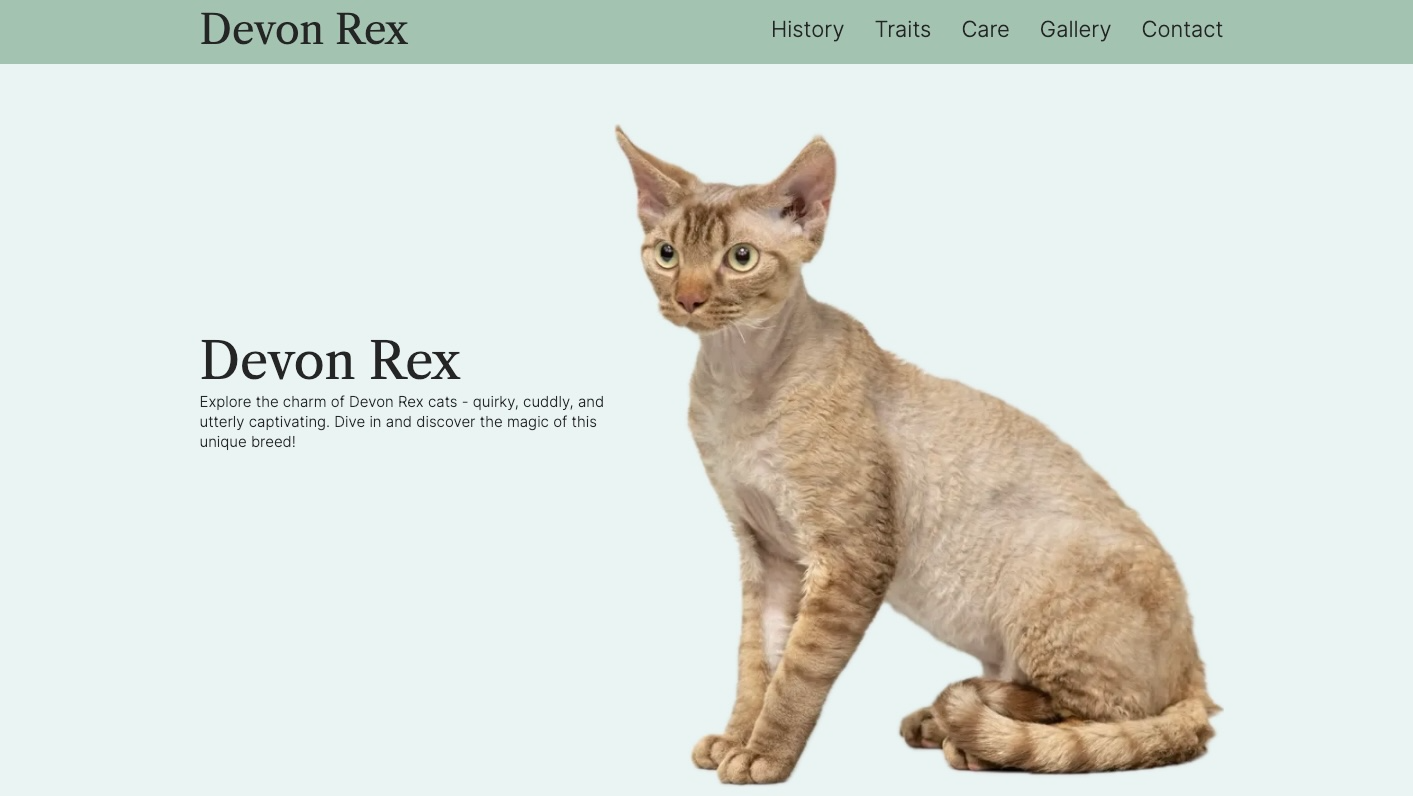 Devon Rex
History Traits Care Gallery Contact
Devon Rex
Explore the charm of Devon Rex cats - quirky, cuddly, and
utterly captivating. Dive in and discover the magic of this
unique breed!